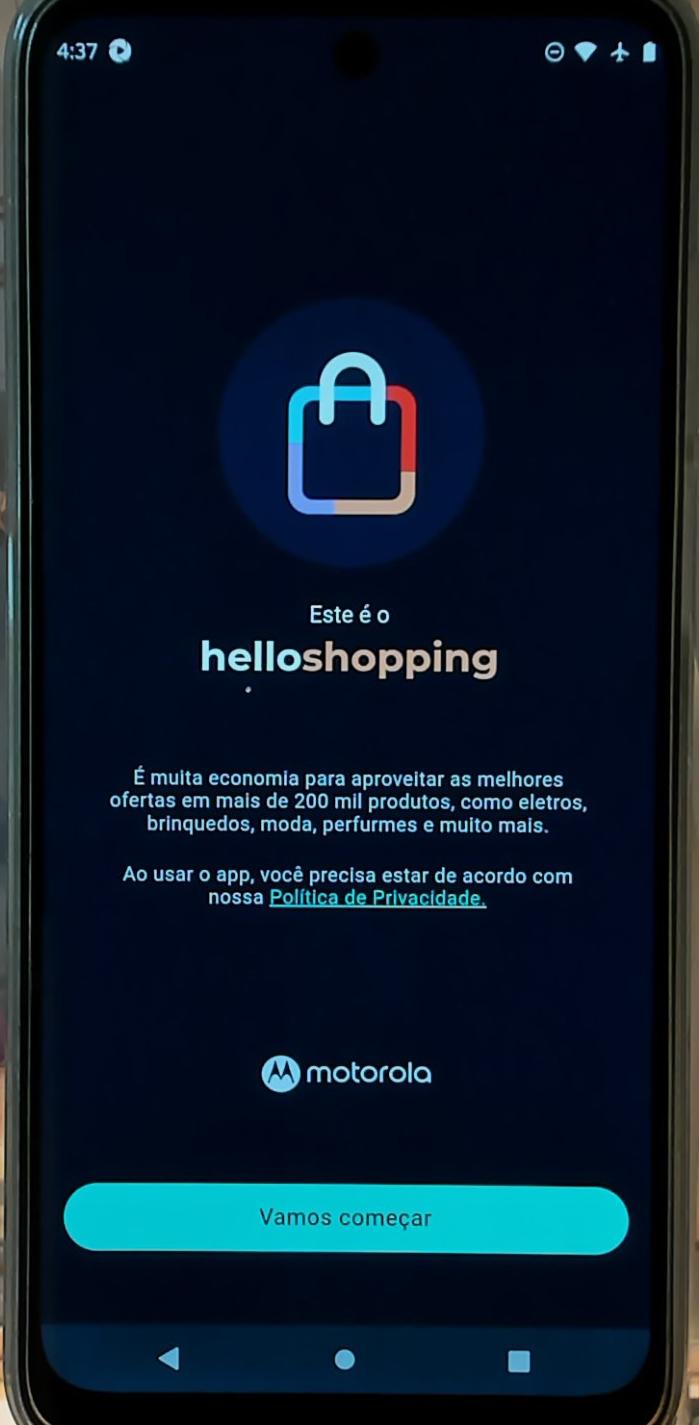 4:37
Este é o
helloshopping
É muita economia para aproveitar as melhores
ofertas em mais de 200 mil produtos, como eletros,
brinquedos, moda, perfurmes e muito mais.
Ao usar o app, você precisa estar de acordo com
nossa Política de Privacidade.
motorola
Vamos começar